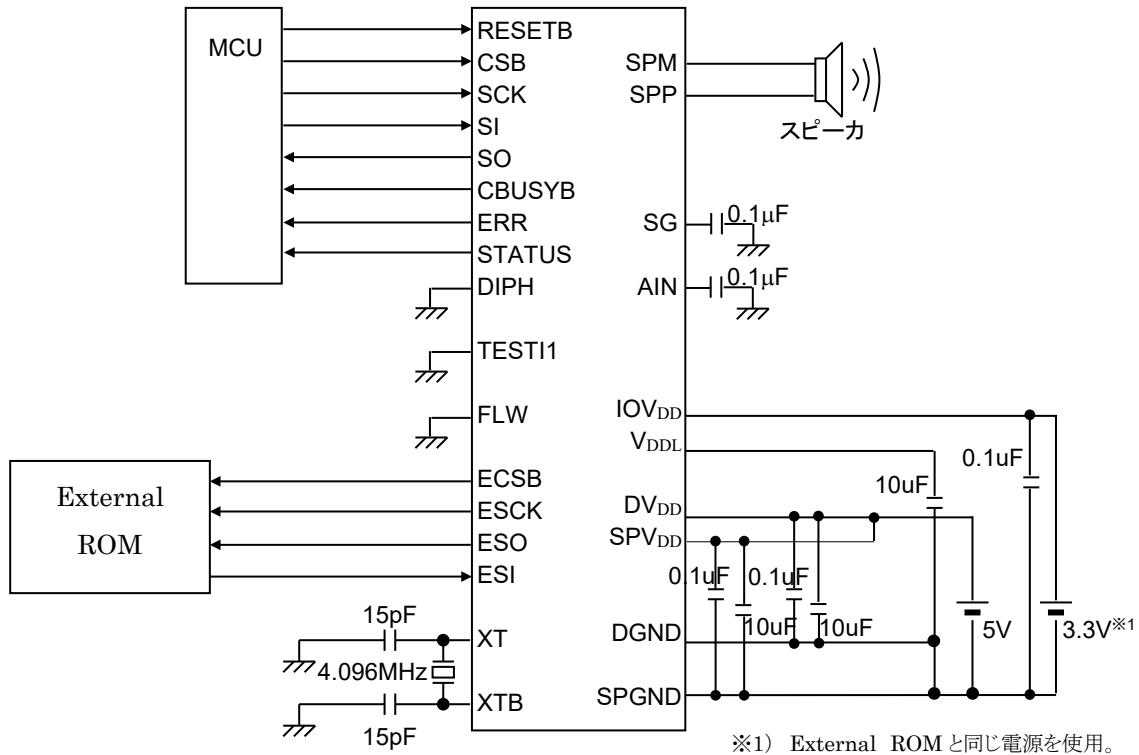 MCU
RESETB
CSB
SCK
SI
SO
CBUSYB
ERR
STATUS
DIPH
TESTI1
FLW
External
ROM
ECSB
ESCK
ESO
ESI
15pF
XT
4.096MHz
XTB
15pF
SPM
SPP
スピーカ
SG
0.1μF
AIN
0.1μF
IOVDD
VDDL
0.1uF
10uF
DVDD
SPVDD
0.1uF
0.1uF
10uF
10uF
DGND
5V
3.3V※1
SPGND
※1) External ROMと同じ電源を使用。